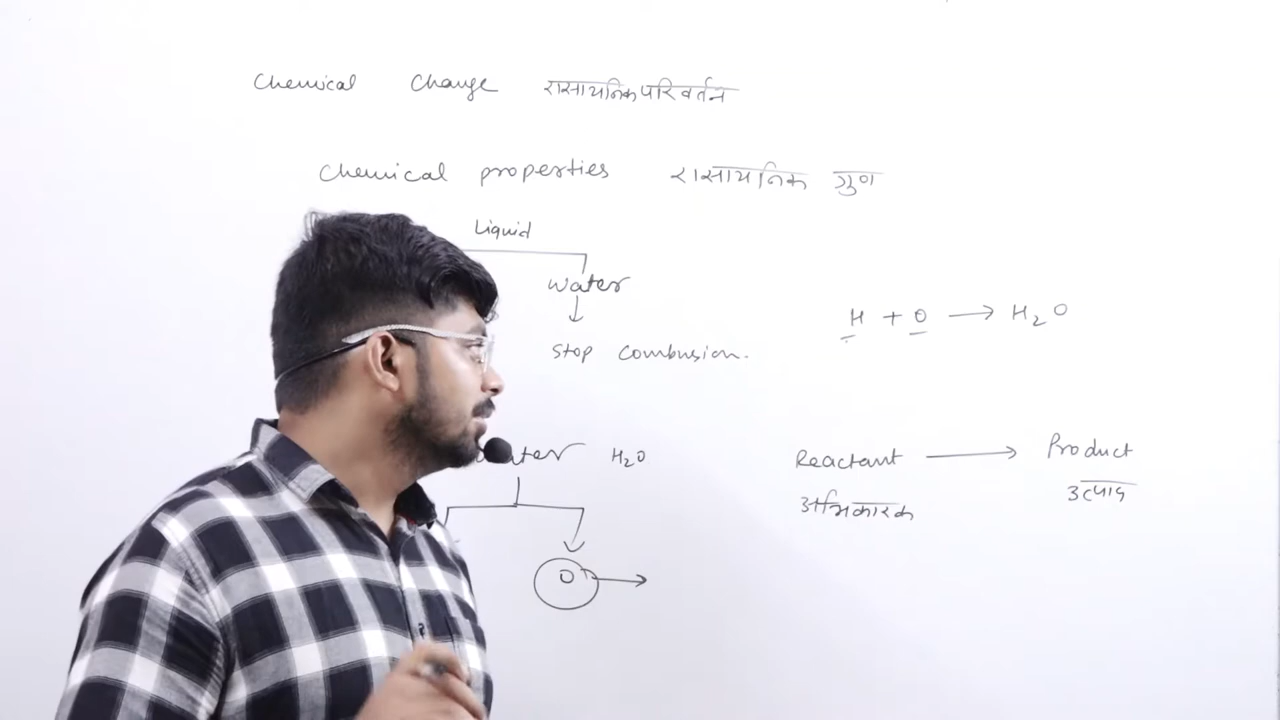 Chemical Change रासायनिक परिवर्तन
Chemical properties रासायनिक गुण
Liquid
Water
Stop Combusion.
H + O → H₂O
H₂O
Reactant → Product
अभिकारक उत्पाद
O